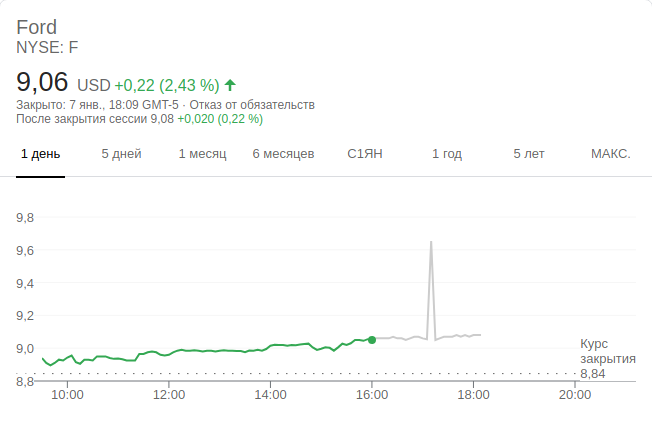 Ford
NYSE: F
9,06 USD +0,22 (2,43 %)
Закрыто: 7 янв., 18:09 GMT-5 · Отказ от обязательств
После закрытия сессии 9,08 +0,020 (0,22 %)
1 день 5 дней 1 месяц 6 месяцев С1ЯН 1 год 5 лет МАКС.
9,8
9,6
9,4
9,2
9,0
8,8
Курс
закрытия
8,84
10:00 12:00 14:00 16:00 18:00 20:00